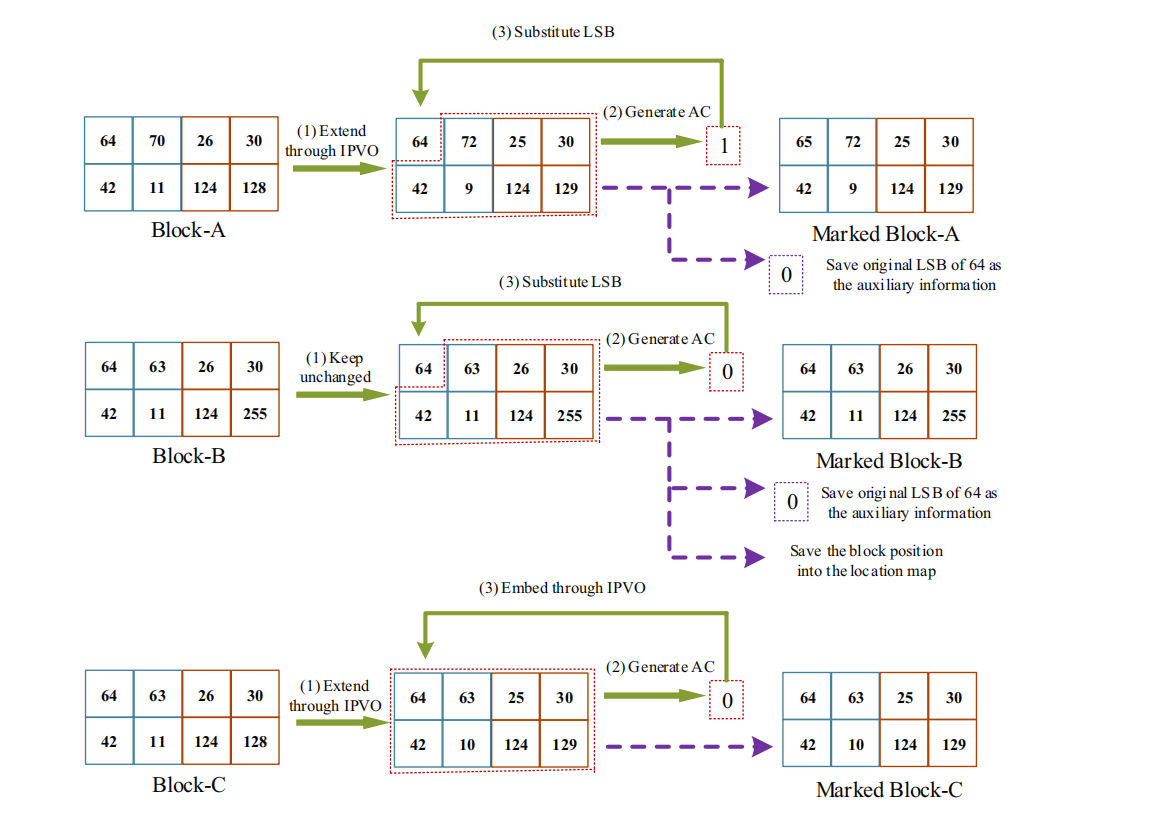 (3) Substitute LSB
(2) Generate AC
64 70 26 30
(1) Extend
through IPVO
64 72 25 30
1
65 72 25 30
42 11 124 128
42 9 124 129
42 9 124 129
Block-A
Marked Block-A
0
Save original LSB of 64 as
the auxiliary information
(3) Substitute LSB
(2) Generate AC
64 63 26 30
(1) Keep
unchanged
64 63 26 30
0
64 63 26 30
42 11 124 255
42 11 124 255
42 11 124 255
Block-B
Marked Block-B
0
Save original LSB of 64 as
the auxiliary information
Save the block position
into the location map
(3) Embed through IPVO
(2) Generate AC
64 63 26 30
(1) Extend
through IPVO
64 63 25 30
0
64 63 25 30
42 11 124 128
42 10 124 129
42 10 124 129
Block-C
Marked Block-C